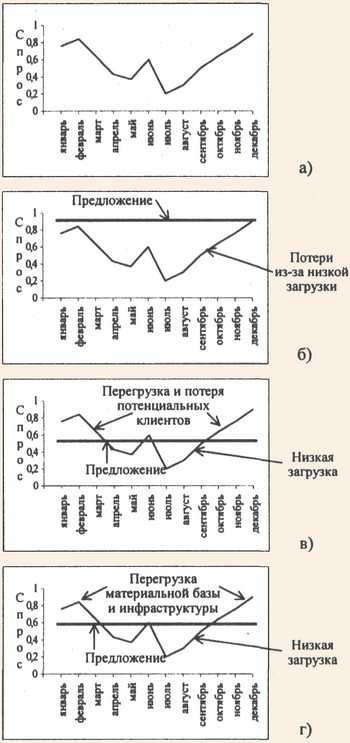 Спрос
1
0,8
0,6
0,4
0,2
0
январь
февраль
март
апрель
май
июнь
июль
август
сентябрь
октябрь
ноябрь
декабрь
а)
Предложение
Спрос
1
0,8
0,6
0,4
0,2
0
Потери
из-за низкой
загрузки
январь
февраль
март
апрель
май
июнь
июль
август
сентябрь
октябрь
ноябрь
декабрь
б)
Спрос
1
0,8
0,6
0,4
0,2
0
Перегрузка и потеря
потенциальных
клиентов
Предложение
Низкая
загрузка
январь
февраль
март
апрель
май
июнь
июль
август
сентябрь
октябрь
ноябрь
декабрь
в)
Спрос
1
0,8
0,6
0,4
0,2
0
Перегрузка
материальной базы
и инфраструктуры
Предложение
Низкая
загрузка
январь
февраль
март
апрель
май
июнь
июль
август
сентябрь
октябрь
ноябрь
декабрь
г)